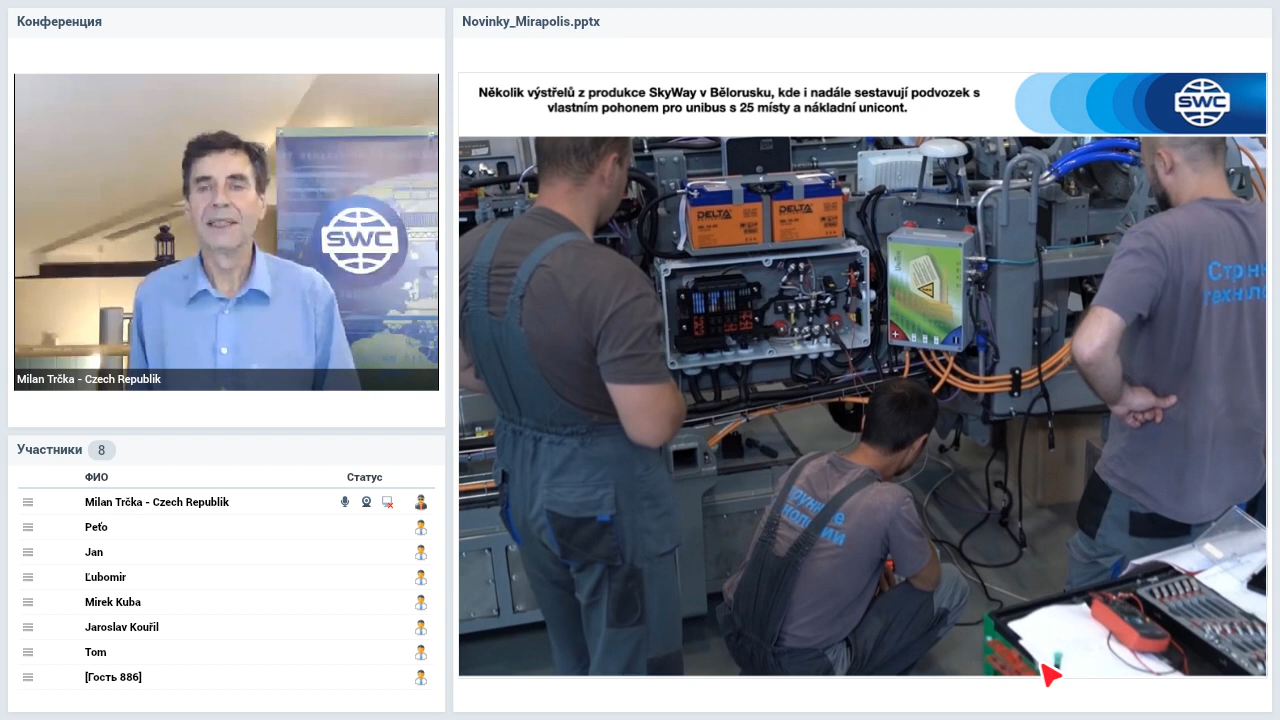 Конференция
SWC
Milan Trčka - Czech Republik
Участники 8
ФИО Статус
Milan Trčka - Czech Republik
Peťo
Jan
Ľubomir
Mirek Kuba
Jaroslav Kouřil
Tom
[Гость 886]
Novinky_Mirapolis.pptx
Několik výstřelů z produkce SkyWay v Bělorusku, kde i nadále sestavují podvozek s
vlastním pohonem pro unibus s 25 místy a nákladní unicont.
SWC
DELTA
DELTA